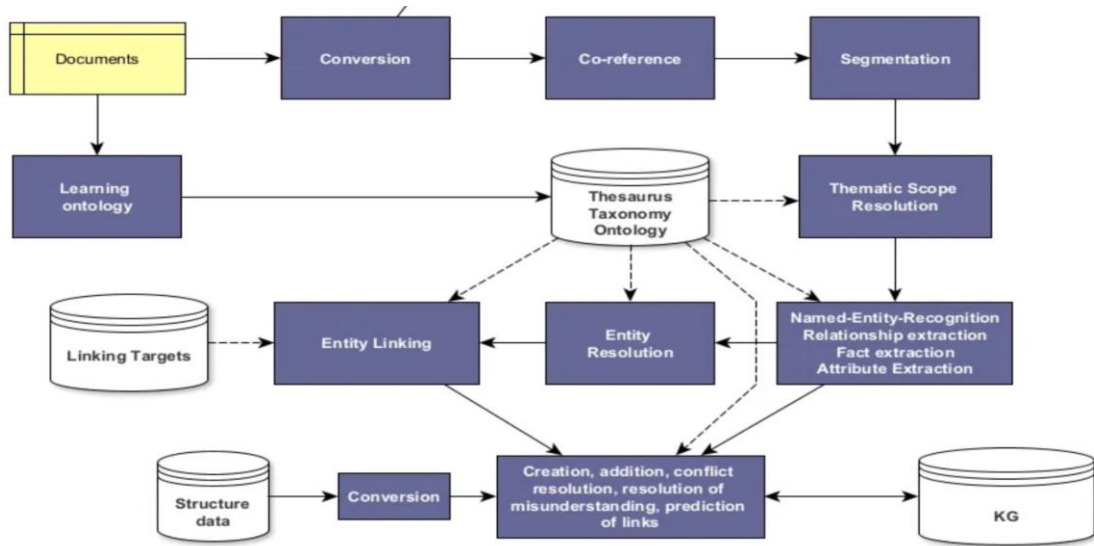 Documents
Conversion
Co-reference
Segmentation
Learning
ontology
Thesaurus
Taxonomy
Ontology
Thematic Scope
Resolution
Linking Targets
Entity Linking
Entity
Resolution
Named-Entity-Recognition
Relationship extraction
Fact extraction
Attribute Extraction
Structure
data
Conversion
Creation, addition, conflict
resolution, resolution of
misunderstanding, prediction
of links
KG